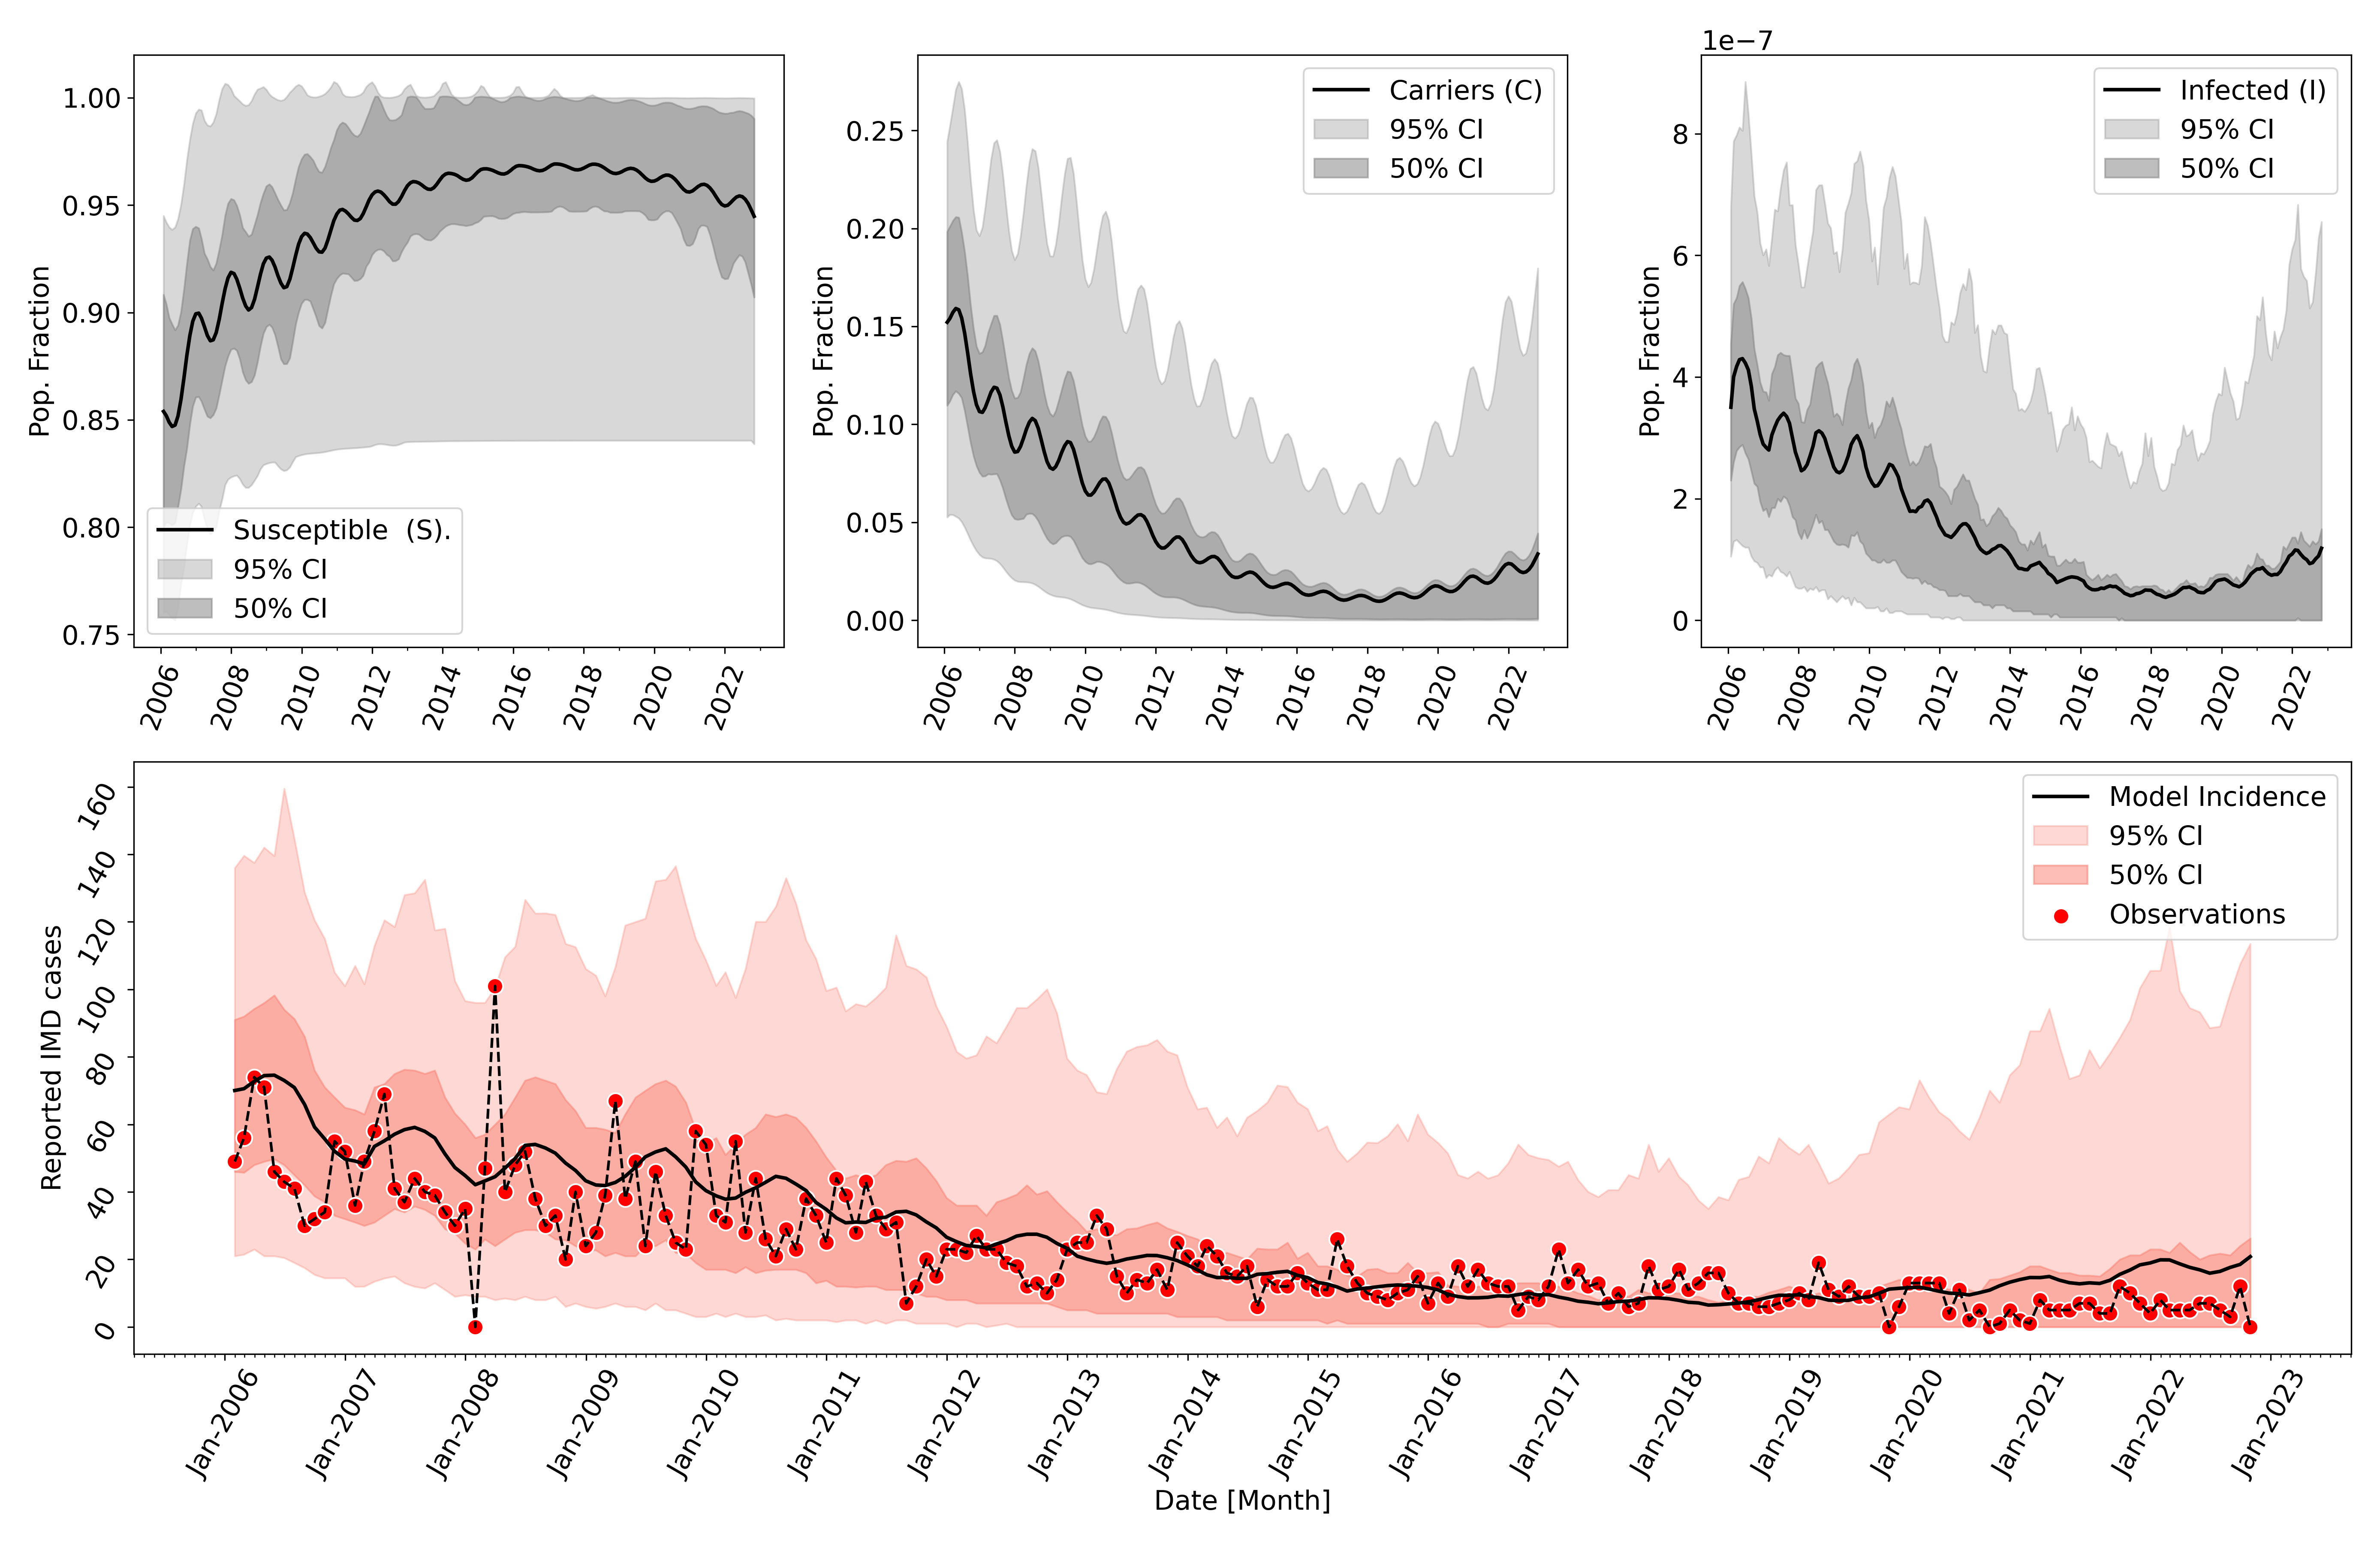 1.00
0.95
0.90
0.85
0.80
0.75
Pop. Fraction
Susceptible  (S).
95% CI
50% CI
2006
2008
2010
2012
2014
2016
2018
2020
2022
0.25
0.20
0.15
0.10
0.05
0.00
Pop. Fraction
Carriers (C)
95% CI
50% CI
2006
2008
2010
2012
2014
2016
2018
2020
2022
1e−7
8
6
4
2
0
Pop. Fraction
Infected (I)
95% CI
50% CI
2006
2008
2010
2012
2014
2016
2018
2020
2022
160
140
120
100
80
60
40
20
0
Reported IMD cases
Model Incidence
95% CI
50% CI
Observations
Jan-2006
Jan-2007
Jan-2008
Jan-2009
Jan-2010
Jan-2011
Jan-2012
Jan-2013
Jan-2014
Jan-2015
Jan-2016
Jan-2017
Jan-2018
Jan-2019
Jan-2020
Jan-2021
Jan-2022
Jan-2023
Date [Month]